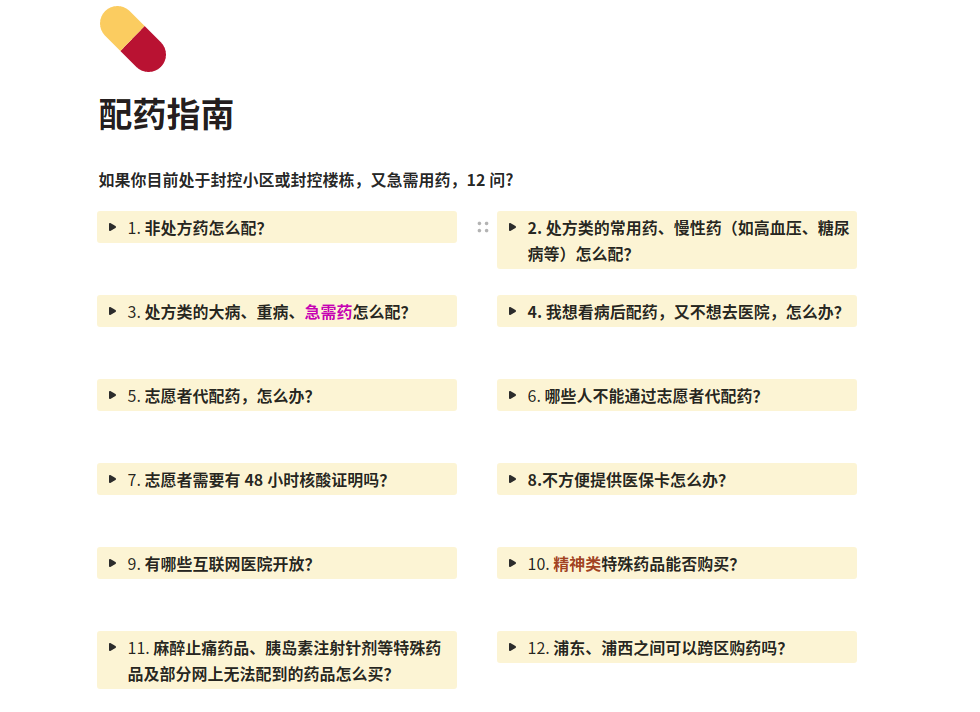 配药指南
如果你目前处于封控小区或封控楼栋，又急需用药，12 问?
1. 非处方药怎么配?
2. 处方类的常用药、慢性药（如高血压、糖尿
病等）怎么配?
3. 处方类的大病、重病、急需药怎么配?
4. 我想看病后配药，又不想去医院，怎么办?
5. 志愿者代配药，怎么办?
6. 哪些人不能通过志愿者代配药?
7. 志愿者需要有 48 小时核酸证明吗?
8.不方便提供医保卡怎么办?
9. 有哪些互联网医院开放?
10. 精神类特殊药品能否购买?
11. 麻醉止痛药品、胰岛素注射针剂等特殊药
品及部分网上无法配到的药品怎么买?
12. 浦东、浦西之间可以跨区购药吗?